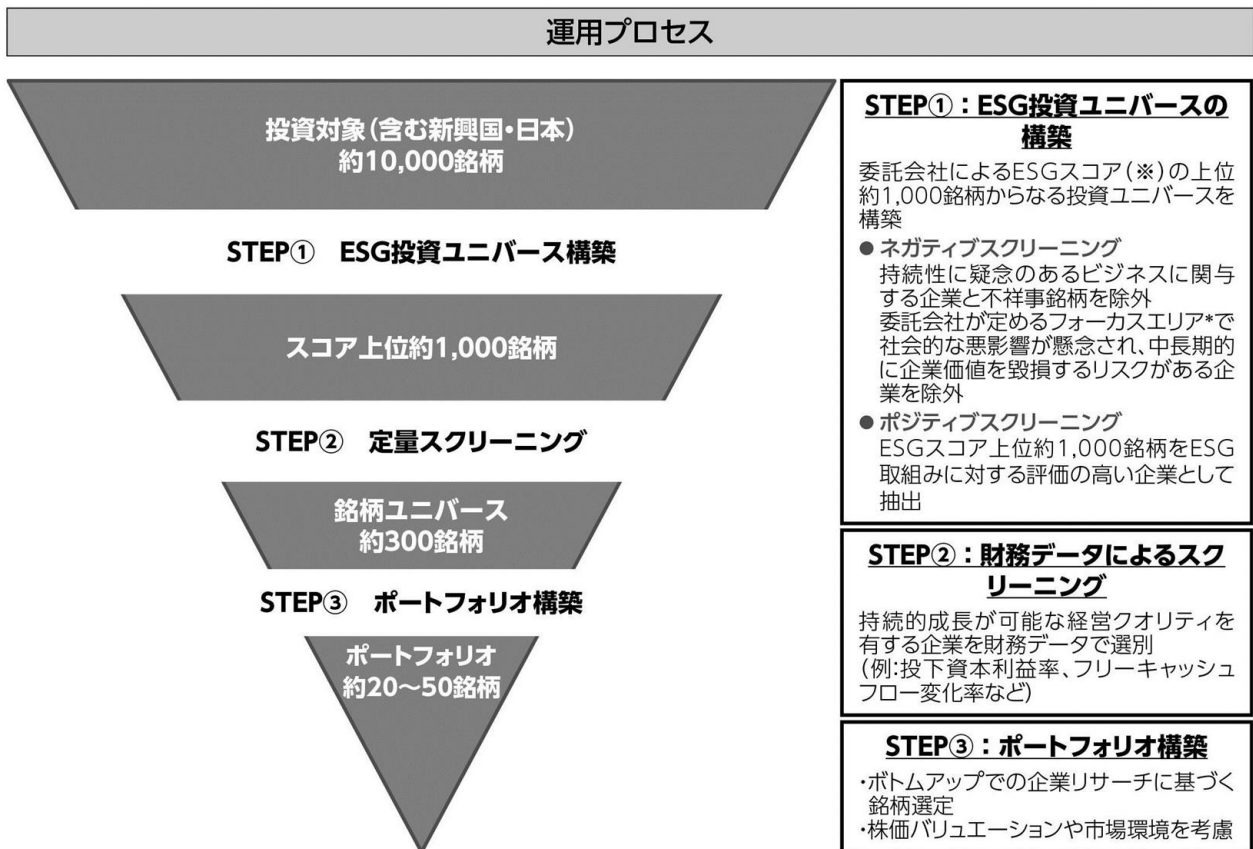 運用プロセス
投資対象(含む新興国・日本)
約10,000銘柄
STEP① ESG投資ユニバース構築
スコア上位約1,000銘柄
STEP② 定量スクリーニング
銘柄ユニバース
約300銘柄
STEP③ ポートフォリオ構築
ポートフォリオ
約20～50銘柄
STEP①：ESG投資ユニバースの
構築
委託会社によるESGスコア(※)の上位
約1,000銘柄からなる投資ユニバースを
構築
● ネガティブスクリーニング
持続性に疑念のあるビジネスに関与
する企業と不祥事銘柄を除外
委託会社が定めるフォーカスエリア*で
社会的な悪影響が懸念され、中長期的
に企業価値を毀損するリスクがある企
業を除外
● ポジティブスクリーニング
ESGスコア上位約1,000銘柄をESG
取組みに対する評価の高い企業として
抽出
STEP②：財務データによるスク
リーニング
持続的成長が可能な経営クオリティを
有する企業を財務データで選別
(例:投下資本利益率、フリーキャッシュ
フロー変化率など)
STEP③：ポートフォリオ構築
・ボトムアップでの企業リサーチに基づく
銘柄選定
・株価バリュエーションや市場環境を考慮